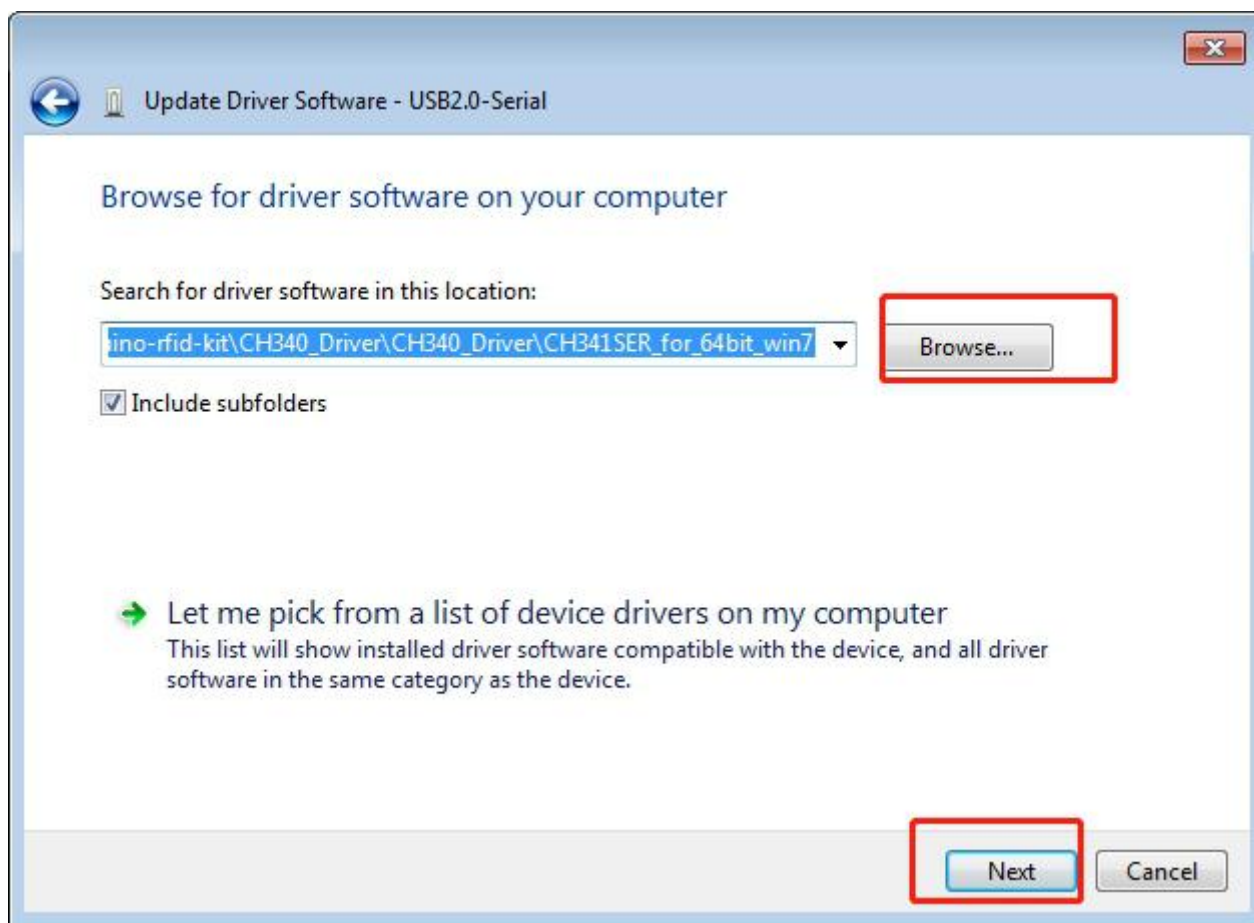 Update Driver Software - USB2.0-Serial
Browse for driver software on your computer
Search for driver software in this location:
ino-rfid-kit\CH340_Driver\CH340_Driver\CH341SER_for_64bit_win7
Browse...
Include subfolders
Let me pick from a list of device drivers on my computer
This list will show installed driver software compatible with the device, and all driver
software in the same category as the device.
Next
Cancel